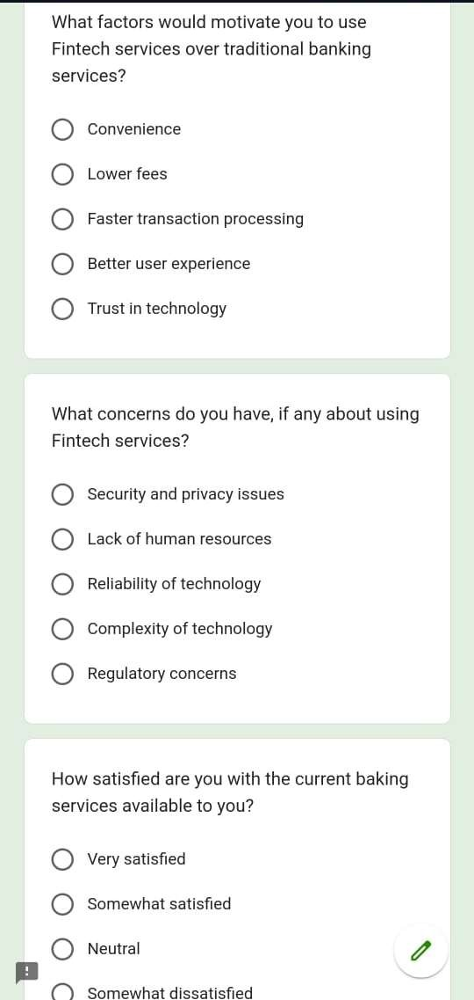 What factors would motivate you to use
Fintech services over traditional banking
services?
Convenience
Lower fees
Faster transaction processing
Better user experience
Trust in technology
What concerns do you have, if any about using
Fintech services?
Security and privacy issues
Lack of human resources
Reliability of technology
Complexity of technology
Regulatory concerns
How satisfied are you with the current baking
services available to you?
Very satisfied
Somewhat satisfied
Neutral
Somewhat dissatisfied